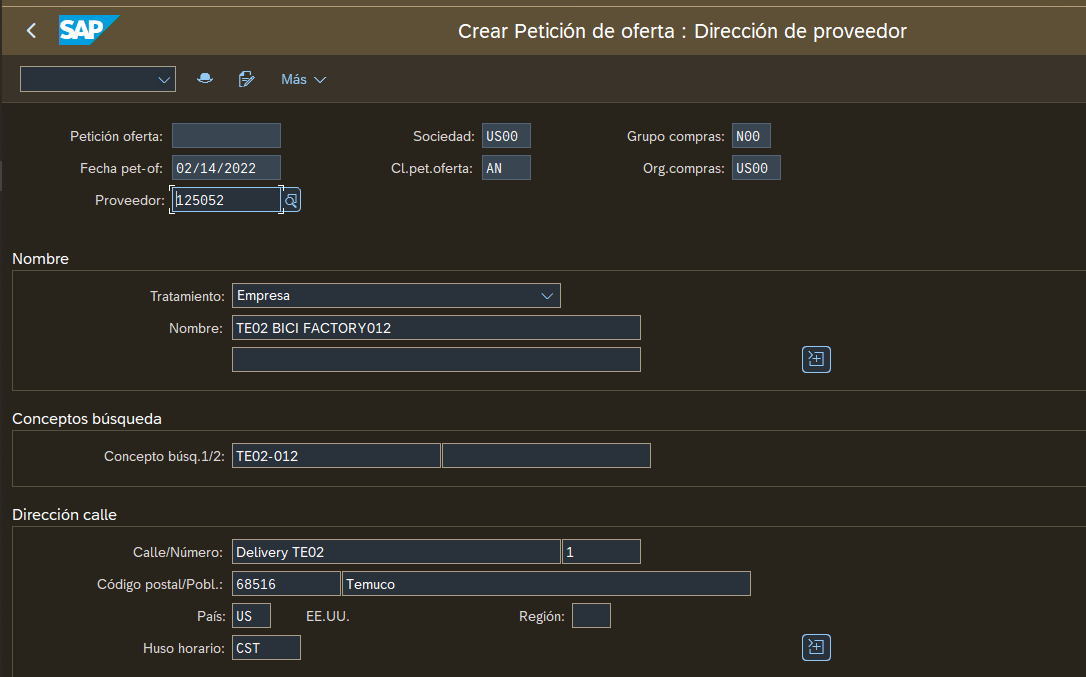 SAP
Crear Petición de oferta : Dirección de proveedor
Más
Petición oferta: Sociedad: US00 Grupo compras: N00
Fecha pet-of: 02/14/2022 Cl.pet.oferta: AN Org.compras: US00
Proveedor: 125052
Nombre
Tratamiento: Empresa
Nombre: TE02 BICI FACTORY012
Conceptos búsqueda
Concepto búsq.1/2: TE02-012
Dirección calle
Calle/Número: Delivery TE02 1
Código postal/Pobl.: 68516 Temuco
País: US EE.UU. Región:
Huso horario: CST